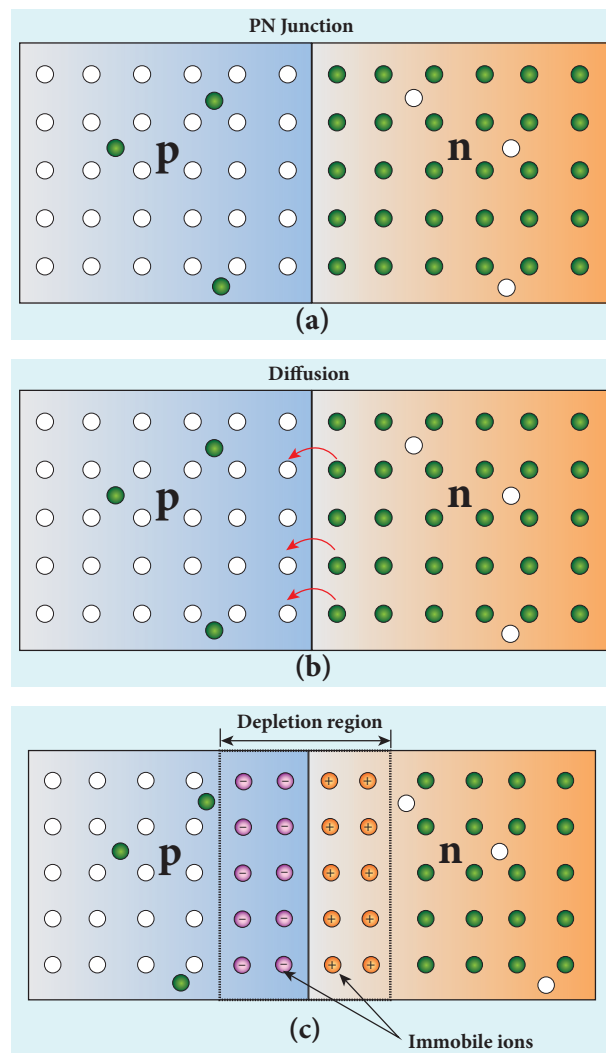 PN Junction
p n
(a)
Diffusion
p n
(b)
Depletion region
− − + +
− − + +
p n
− − + +
− − + +
− − + +
(c)
Immobile ions